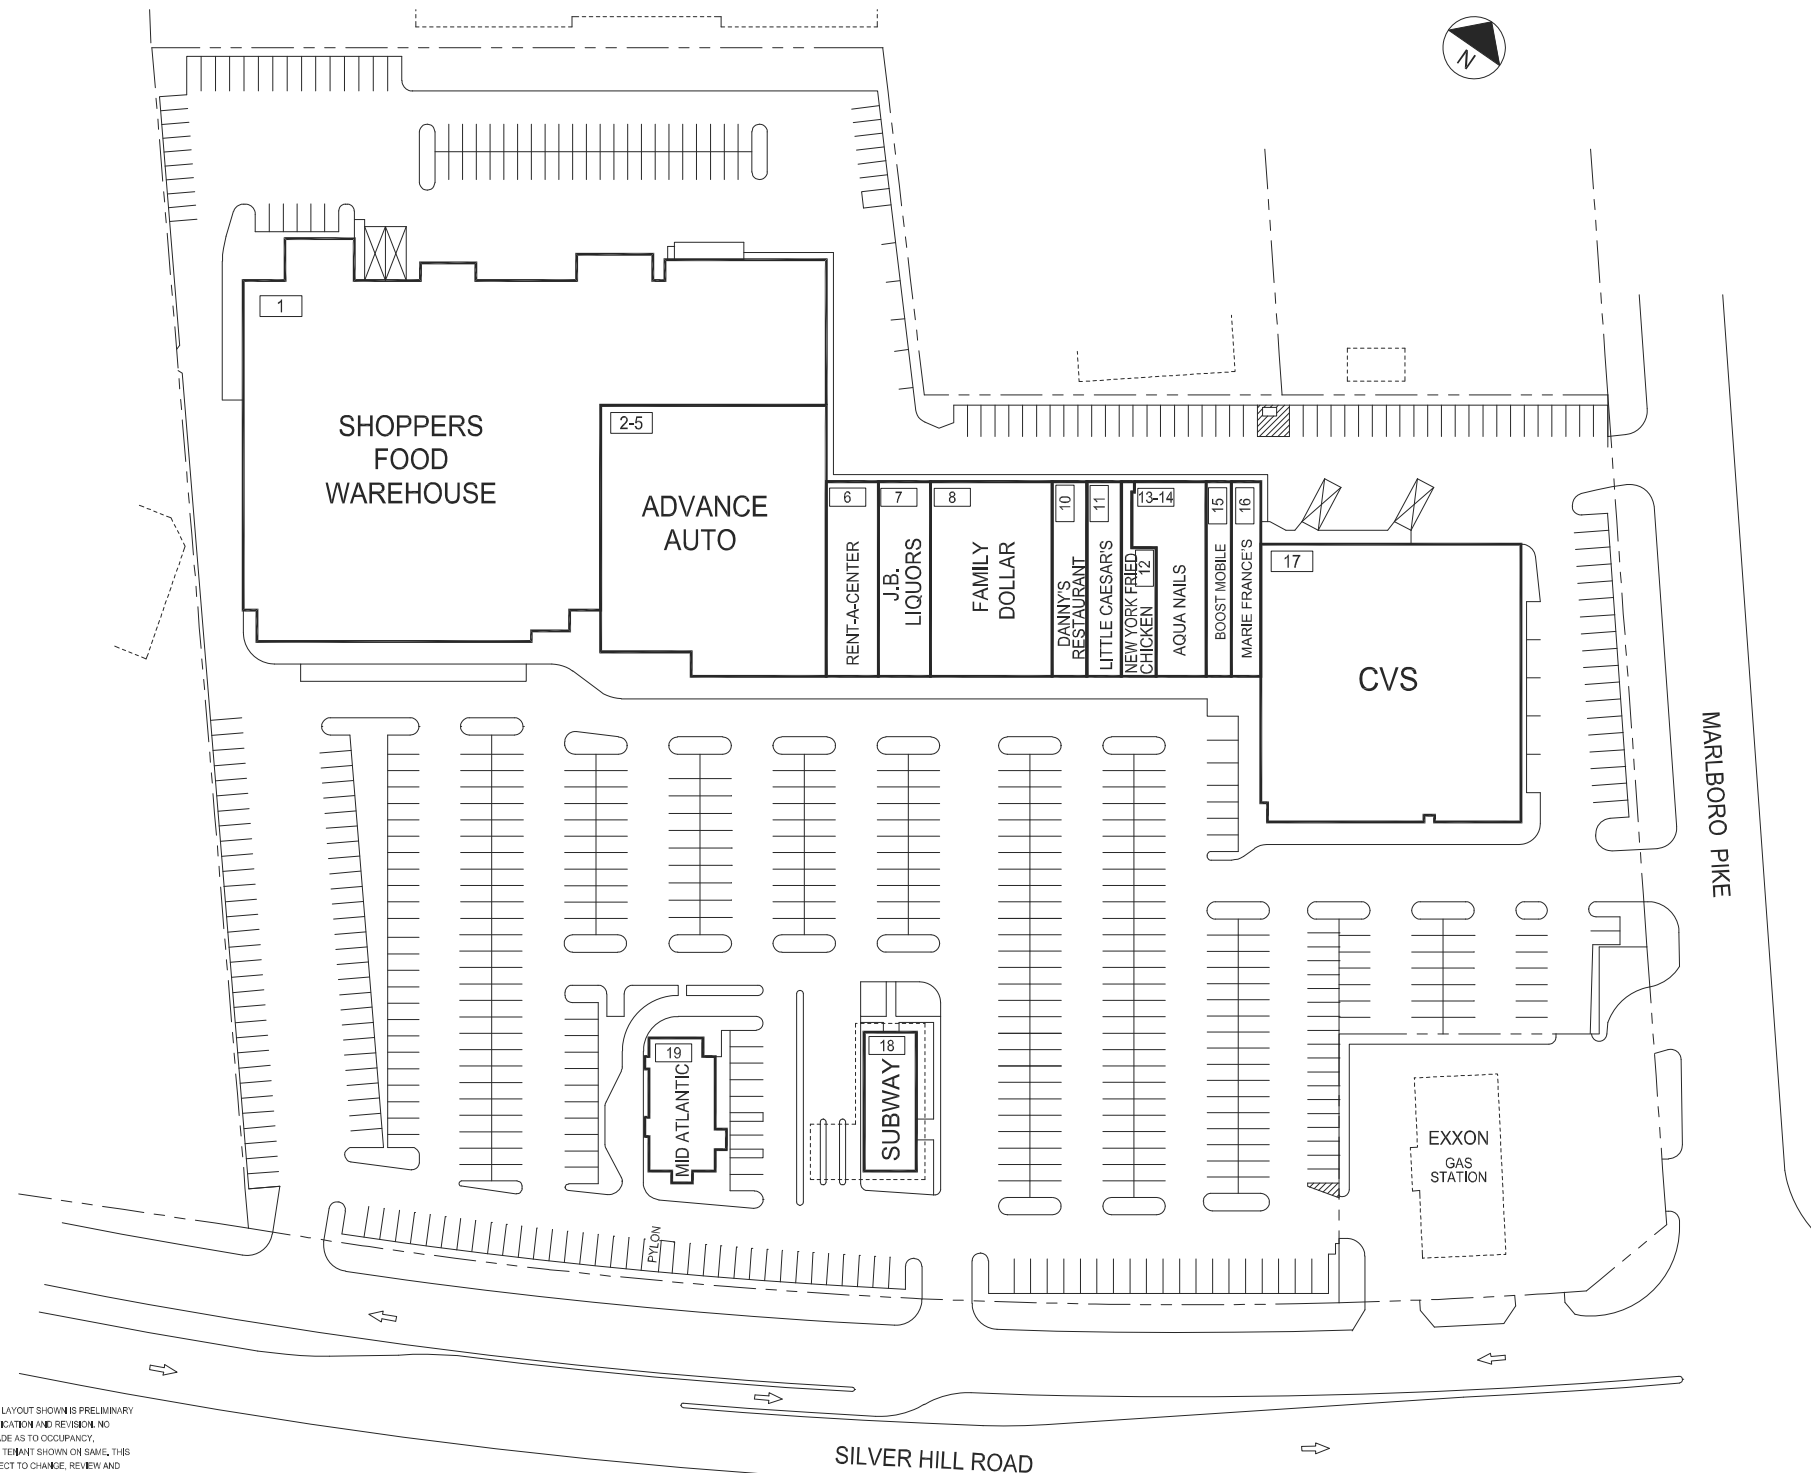 N
1
SHOPPERS
FOOD
WAREHOUSE
2-5
ADVANCE
AUTO
6
RENT-A-CENTER
7
J.B.
LIQUORS
8
FAMILY
DOLLAR
10
DANNY'S
RESTAURANT
11
LITTLE CAESAR'S
12
NEW YORK FRIED
CHICKEN
13-14
AQUA NAILS
15
BOOST MOBILE
16
MARIE FRANCE'S
17
CVS
MARLBORO PIKE
18
SUBWAY
19
MID ATLANTIC
EXXON
GAS
STATION
PYLON
SILVER HILL ROAD
LAYOUT SHOWN IS PRELIMINARY
ICATION AND REVISION. NO
ADE AS TO OCCUPANCY,
TENANT SHOWN ON SAME. THIS
ECT TO CHANGE, REVIEW AND